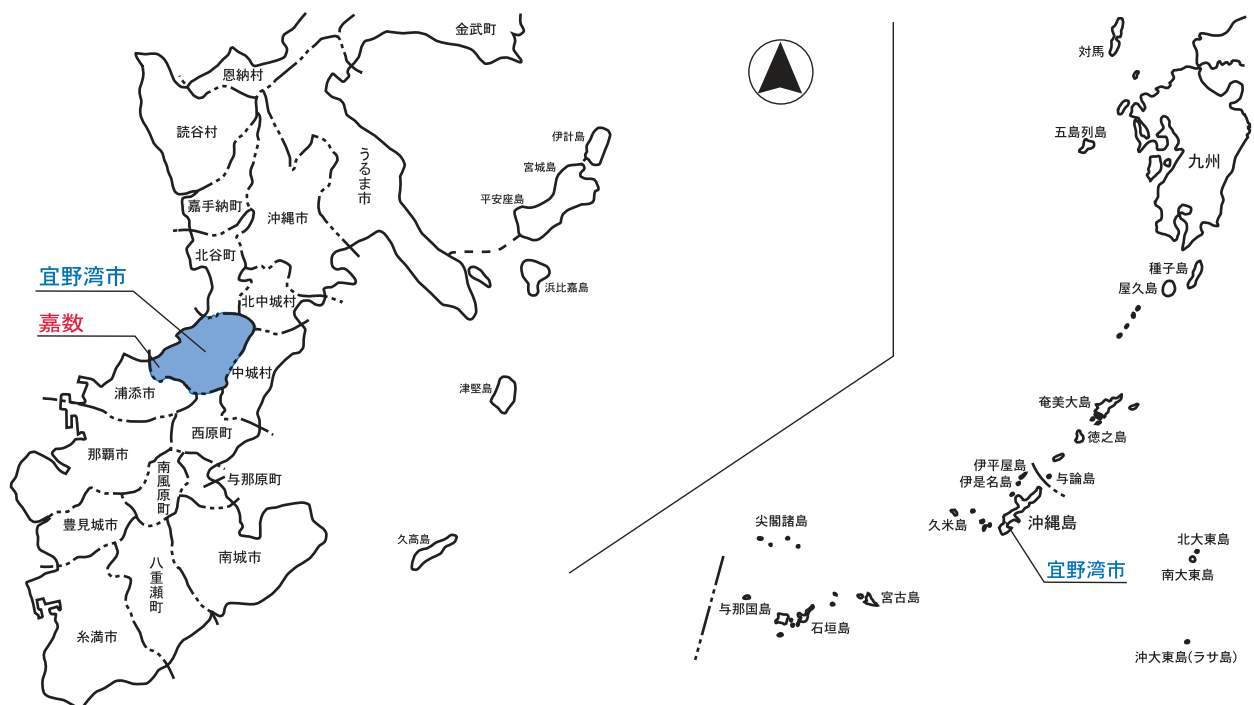 金武町
恩納村
読谷村
伊計島
うるま市
宮城島
平安座島
嘉手納町
沖縄市
北谷町
宜野湾市
浜比嘉島
北中城村
嘉数
中城村
浦添市
津堅島
西原町
那覇市
南風原町
与那原町
豊見城市
久高島
南城市
八重瀬町
糸満市
対馬
五島列島
九州
種子島
屋久島
奄美大島
徳之島
伊平屋島
与論島
伊是名島
久米島
沖縄島
尖閣諸島
北大東島
宜野湾市
南大東島
与那国島
宮古島
石垣島
沖大東島(ラサ島)